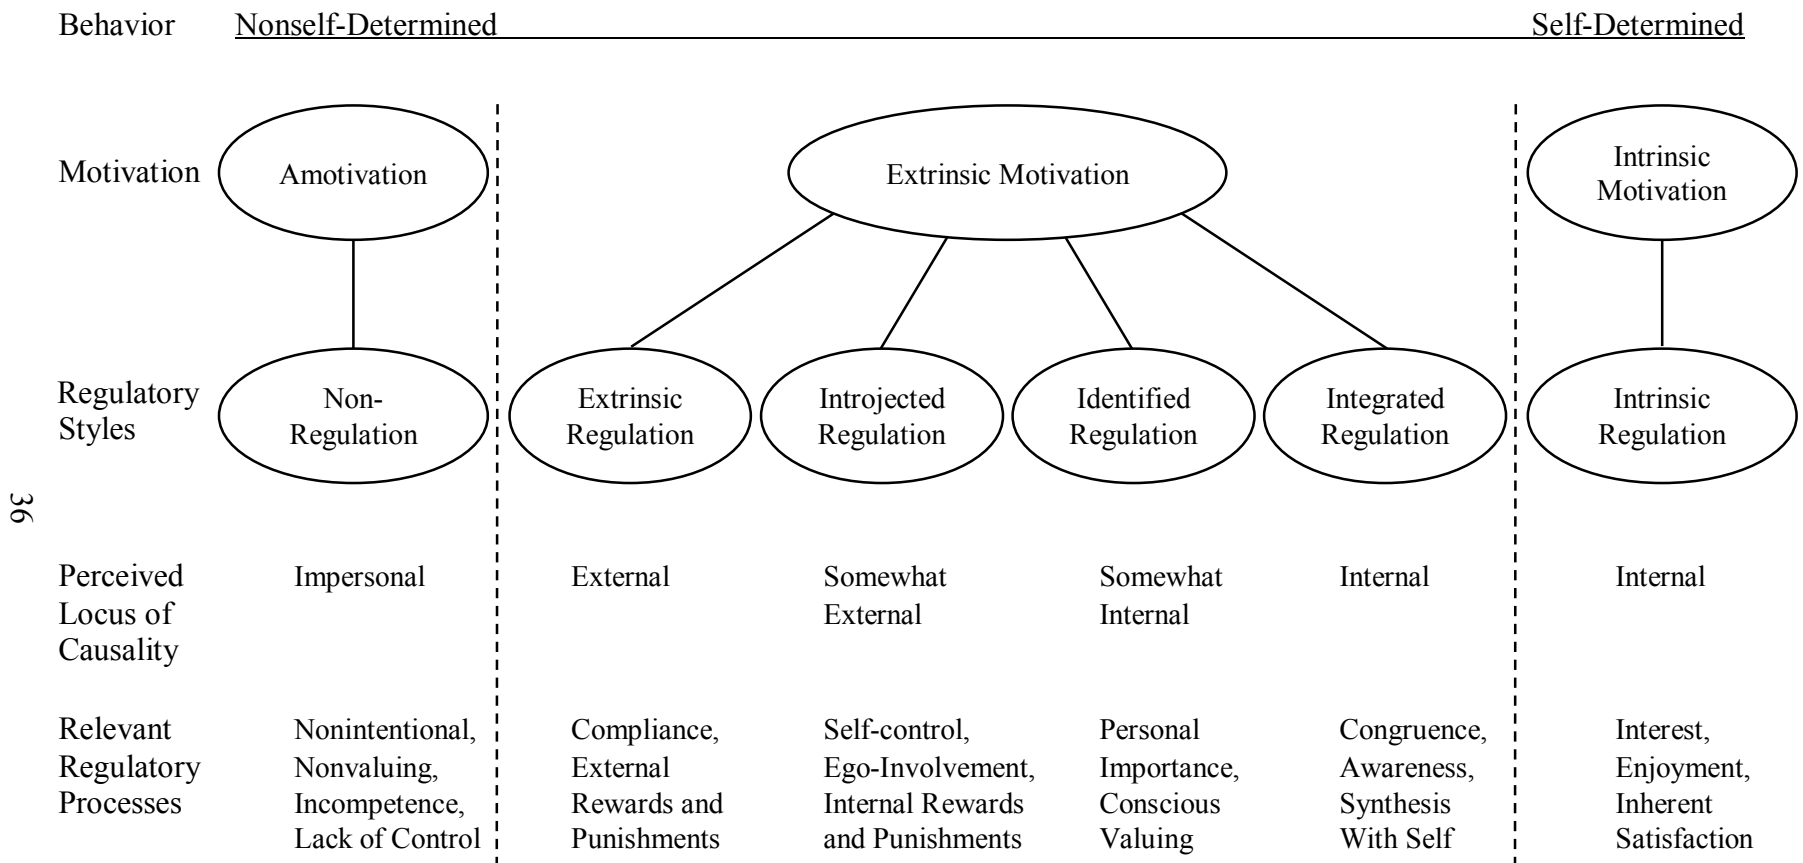 Behavior Nonself-Determined Self-Determined
Motivation Amotivation Extrinsic Motivation Intrinsic
Motivation
Regulatory
Styles
Non-
Regulation
Extrinsic
Regulation
Introjected
Regulation
Identified
Regulation
Integrated
Regulation
Intrinsic
Regulation
36
Perceived
Locus of
Causality
Impersonal
External
Somewhat
External
Somewhat
Internal
Internal
Internal
Relevant
Regulatory
Processes
Nonintentional,
Nonvaluing,
Incompetence,
Lack of Control
Compliance,
External
Rewards and
Punishments
Self-control,
Ego-Involvement,
Internal Rewards
and Punishments
Personal
Importance,
Conscious
Valuing
Congruence,
Awareness,
Synthesis
With Self
Interest,
Enjoyment,
Inherent
Satisfaction